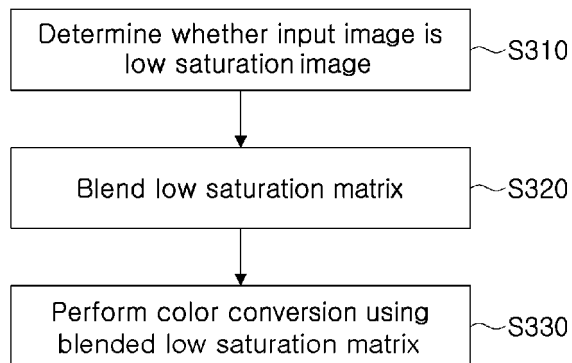 Determine whether input image is
low saturation image
S310
Blend low saturation matrix
S320
Perform color conversion using
blended low saturation matrix
S330